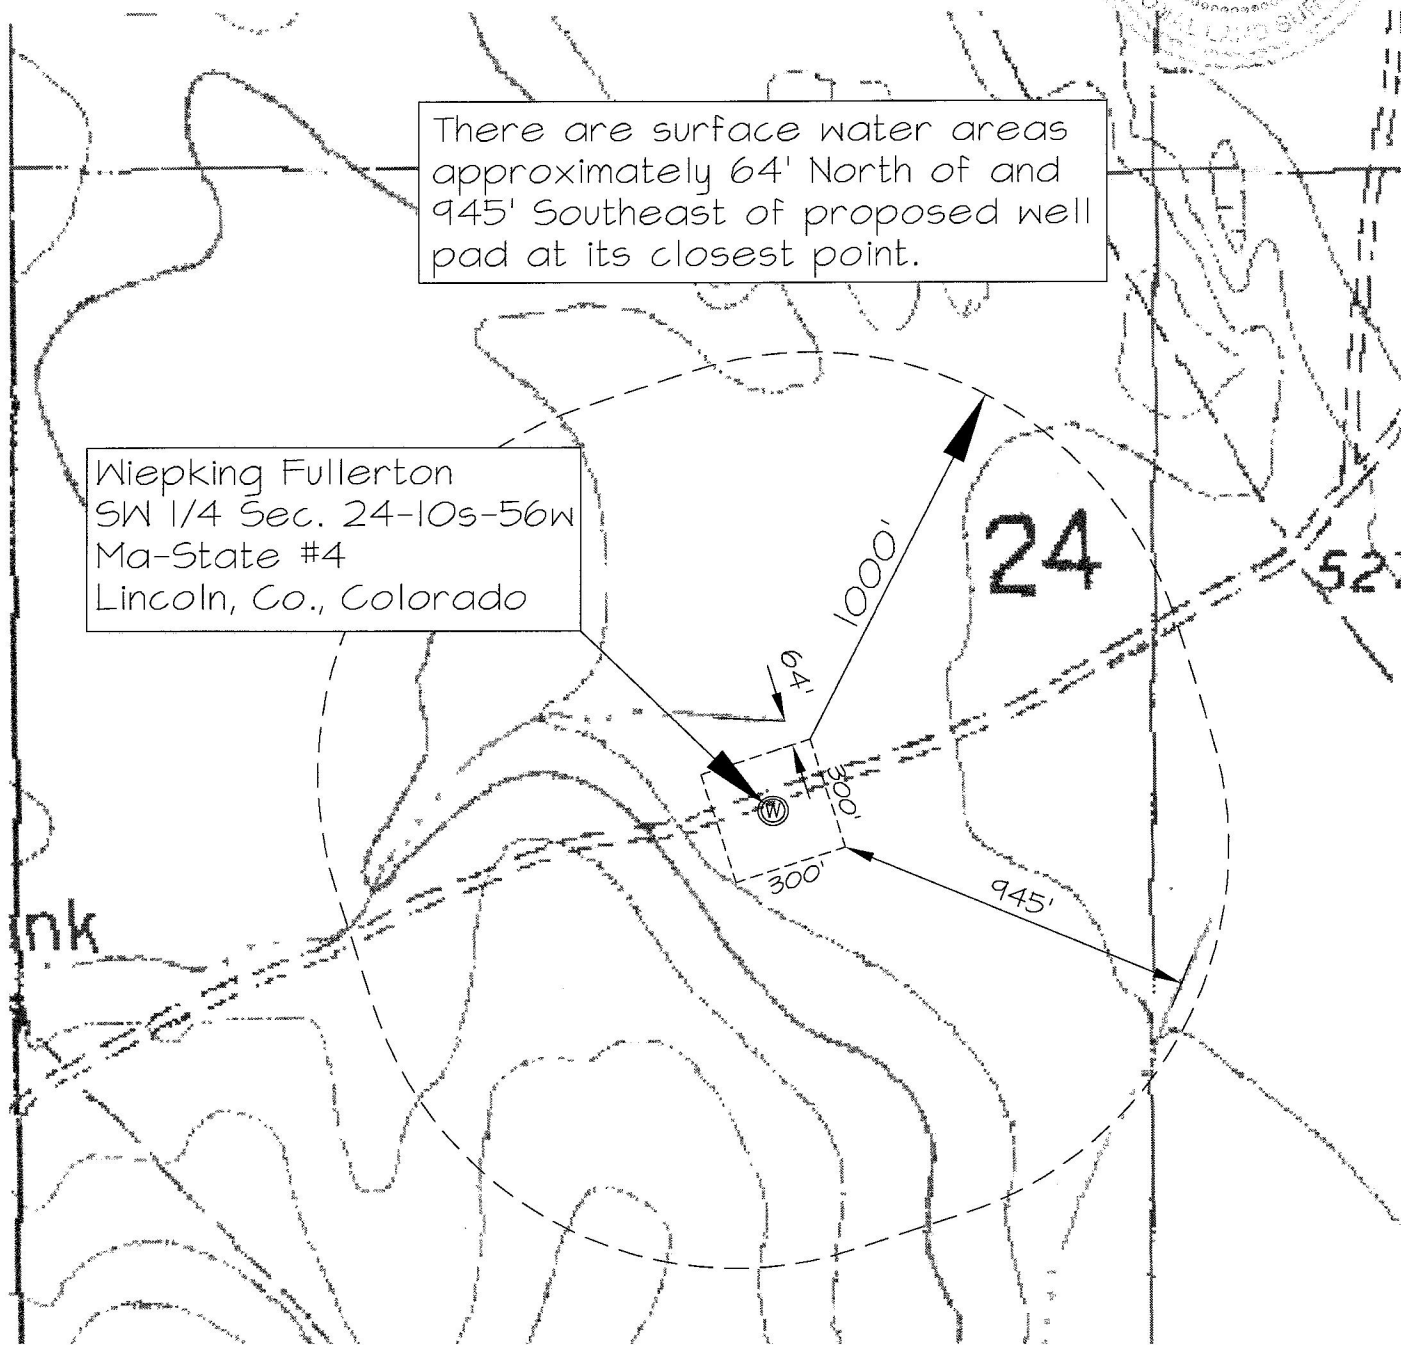 LAND SUR
There are surface water areas
approximately 64' North of and
945' Southeast of proposed well
pad at its closest point.
Wiepking Fullerton
SW 1/4 Sec. 24-10s-56w
Ma-State #4
Lincoln, Co., Colorado
1000'
24
64'
300'
W
300'
945'
nk